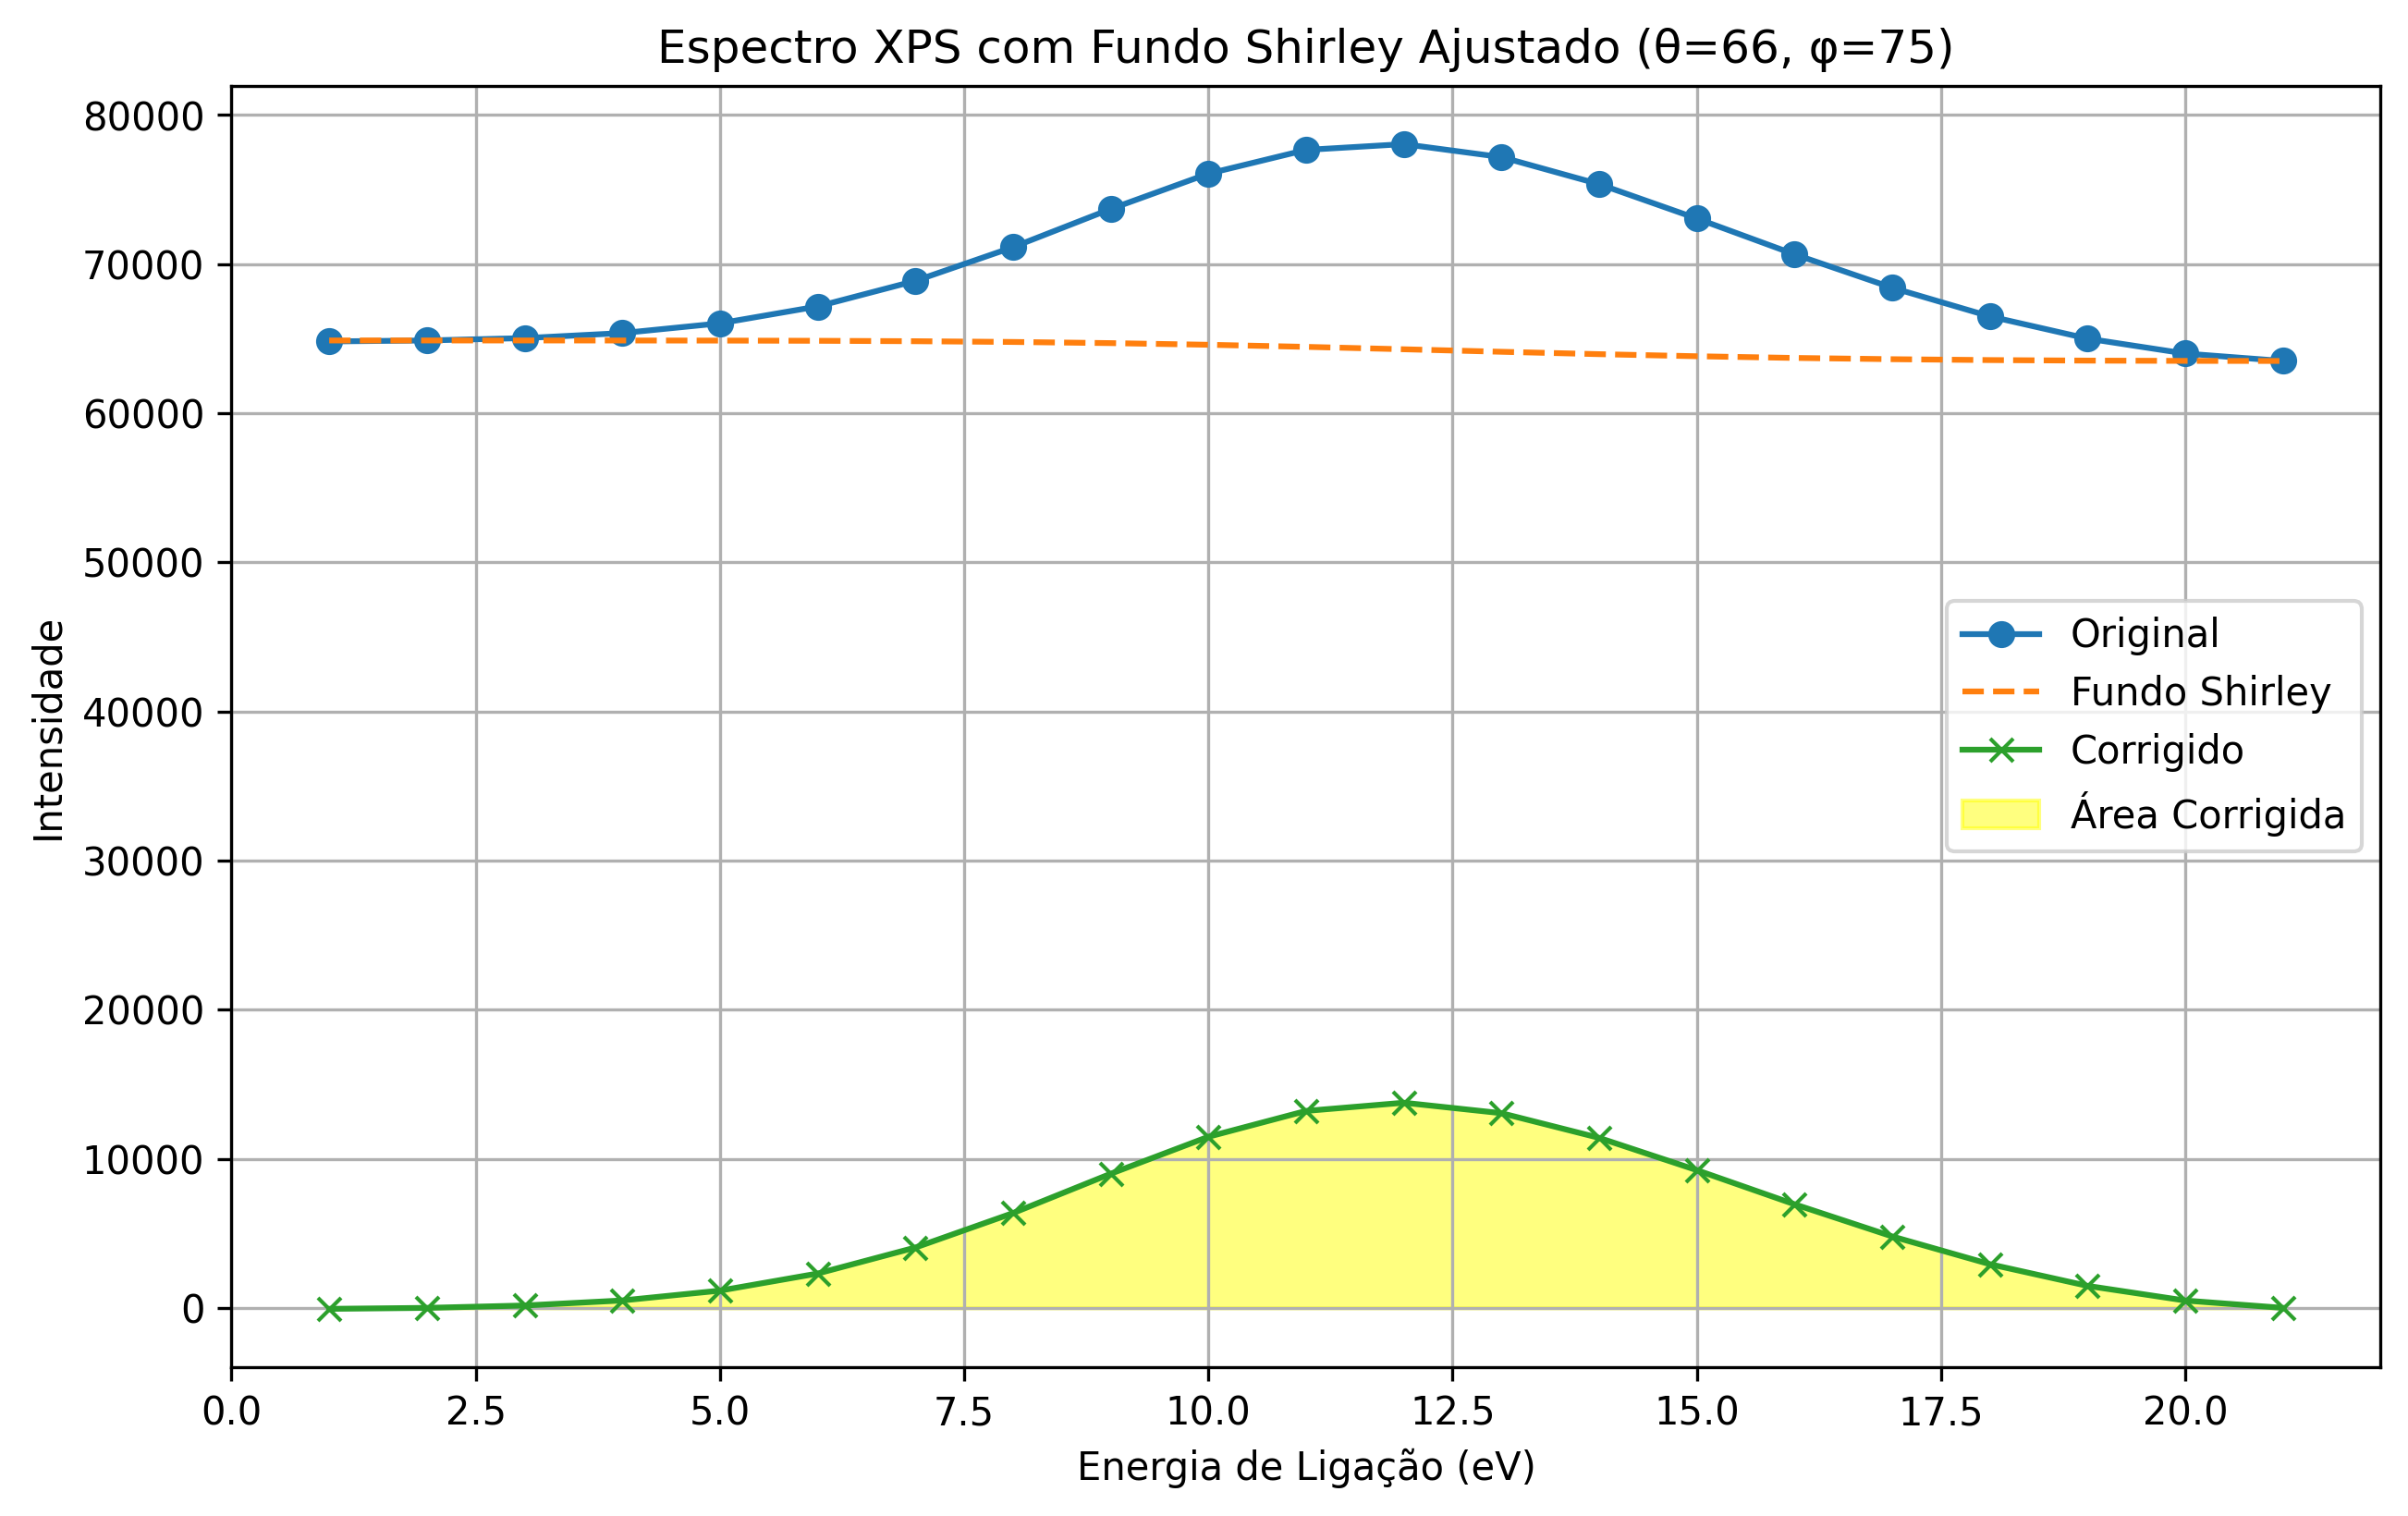 Espectro XPS com Fundo Shirley Ajustado (θ=66, φ=75)
80000
70000
60000
50000
40000
30000
20000
10000
0
Intensidade
Original
Fundo Shirley
Corrigido
Área Corrigida
0.0 2.5 5.0 7.5 10.0 12.5 15.0 17.5 20.0
Energia de Ligação (eV)